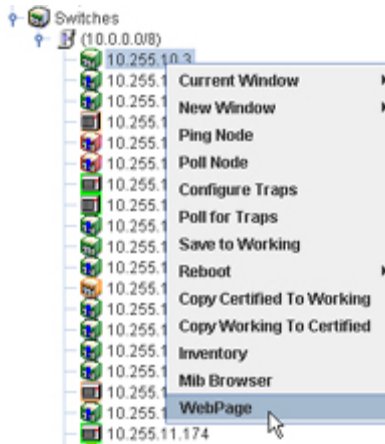 Switches
(10.0.0.0/8)
10.255.10.3
10.255.1
Current Window
10.255.1
New Window
10.255.1
Ping Node
10.255.1
Poll Node
10.255.1
Configure Traps
10.255.1
Poll for Traps
10.255.1
10.255.1
Save to Working
10.255.1
Reboot
10.255.1
Copy Certified To Working
10.255.1
Copy Working To Certified
10.255.1
Inventory
10.255.1
10.255.1
Mib Browser
10.255.1
WebPage
10.255.1
10.255.1
10.255.11.174